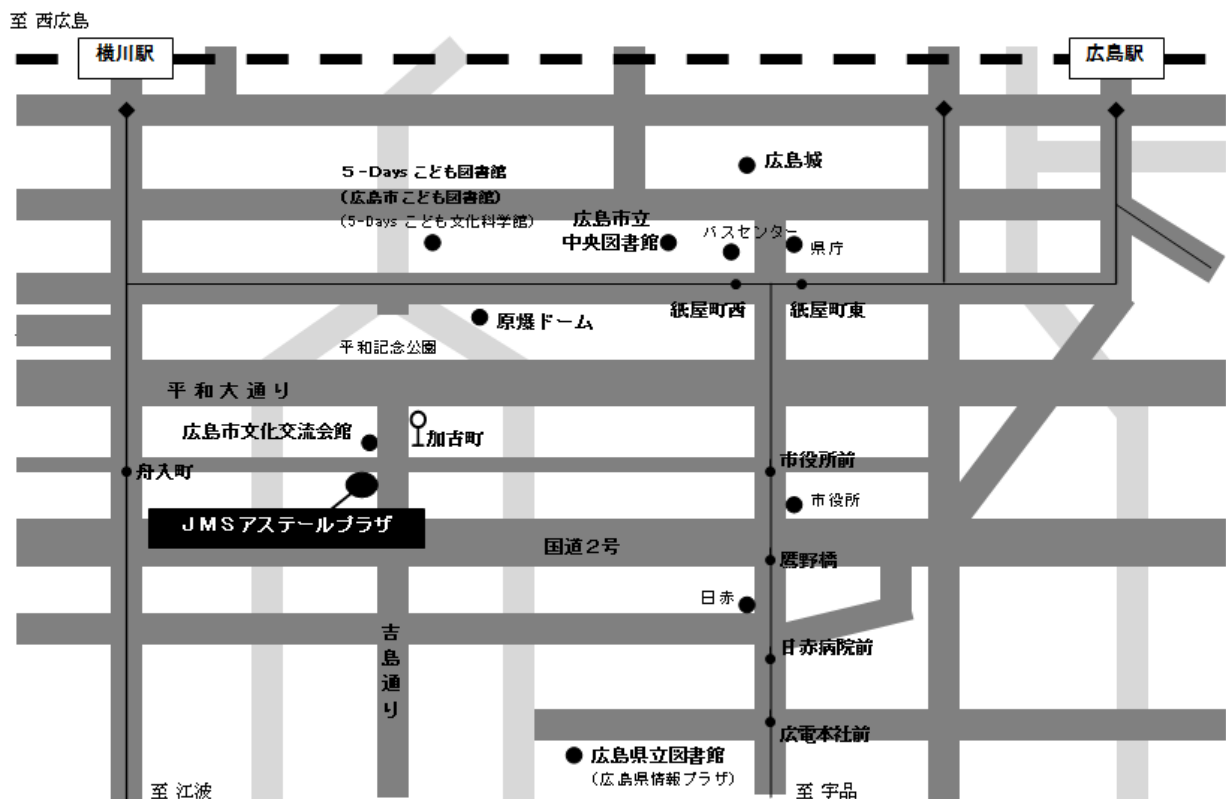 至 西広島
横川駅
広島駅
広島城
５-Days こども図書館
(広島市こども図書館)
(5-Days こども文化科学館)
広島市立
中央図書館
バスセンター
県庁
紙屋町西
紙屋町東
原爆ドーム
平和記念公園
平和大通り
広島市文化交流会館
加古町
舟入町
市役所前
市役所
ＪＭＳアステールプラザ
国道２号
鷹野橋
日赤
吉島通り
日赤病院前
広電本社前
広島県立図書館
(広島県情報プラザ)
至 江波
至 宇品